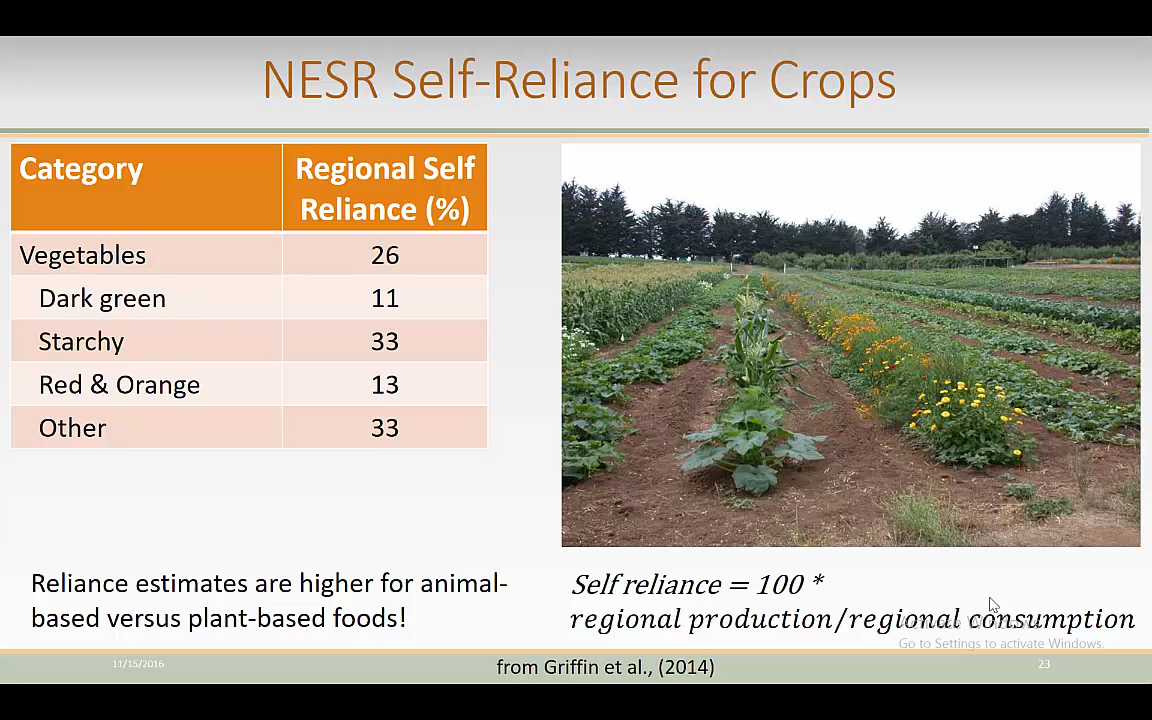 NESR Self-Reliance for Crops
Category
Regional Self
Reliance (%)
Vegetables 26
Dark green 11
Starchy 33
Red & Orange 13
Other 33
Reliance estimates are higher for animal-
based versus plant-based foods!
Self reliance = 100 *
regional production/regional consumption
Activate Windows
Go to Settings to activate Windows.
11/15/2016
from Griffin et al., (2014)
23